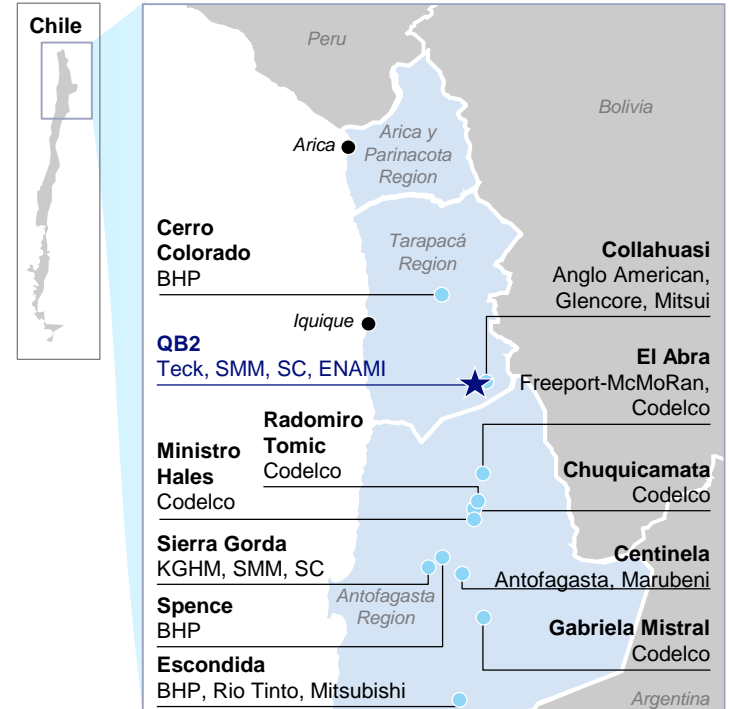 Chile
Peru
Bolivia
Arica
Arica y
Parinacota
Region
Cerro
Colorado
BHP
Tarapacá
Region
Collahuasi
Anglo American,
Glencore, Mitsui
Iquique
QB2
Teck, SMM, SC, ENAMI
El Abra
Freeport-McMoRan,
Codelco
Radomiro
Tomic
Codelco
Ministro
Hales
Codelco
Chuquicamata
Codelco
Sierra Gorda
KGHM, SMM, SC
Centinela
Antofagasta, Marubeni
Antofagasta
Region
Spence
BHP
Gabriela Mistral
Codelco
Escondida
BHP, Rio Tinto, Mitsubishi
Argentina